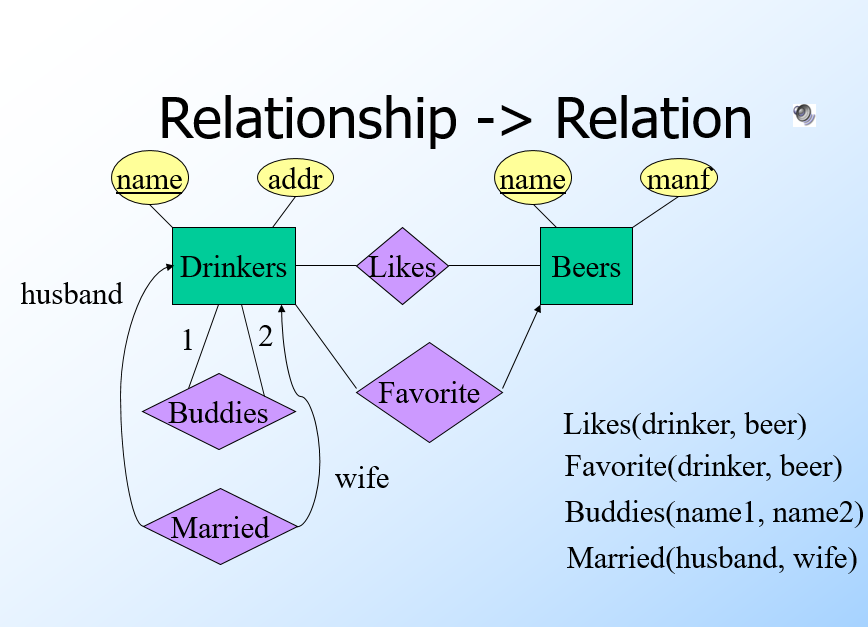 Relationship -> Relation
name
addr
name
manf
Drinkers
Likes
Beers
husband
1
2
Favorite
Buddies
wife
Married
Likes(drinker, beer)
Favorite(drinker, beer)
Buddies(name1, name2)
Married(husband, wife)